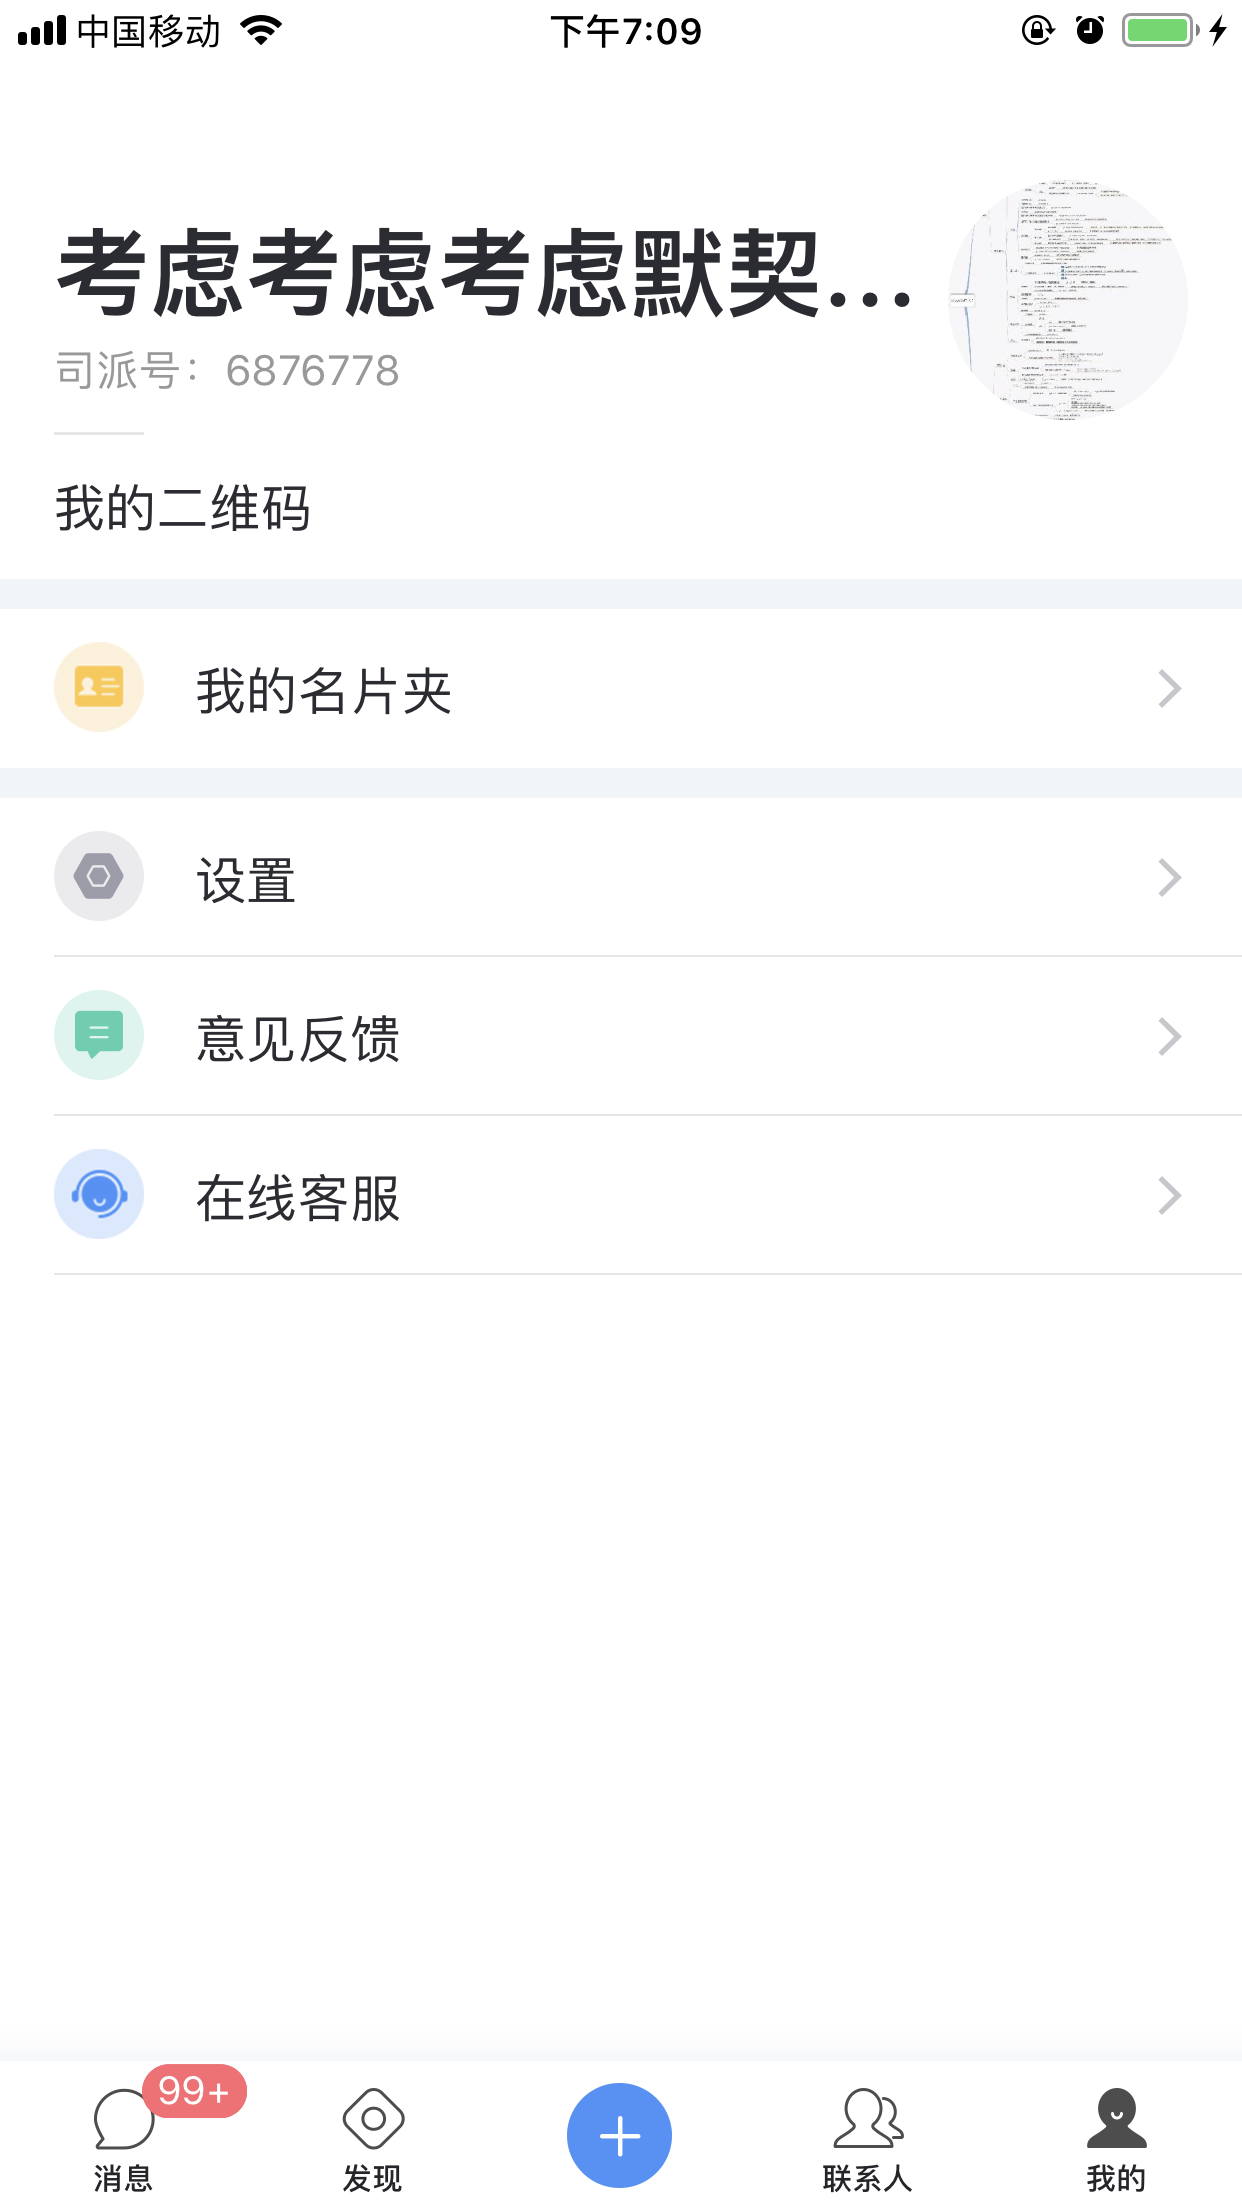 中国移动
下午7:09
考虑考虑考虑默契...
司派号：6876778
我的二维码
我的名片夹
设置
意见反馈
在线客服
99+
消息
发现
联系人
我的